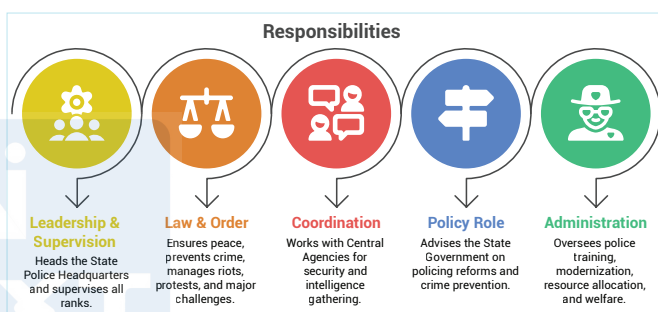 Responsibilities
Leadership &
Supervision
Heads the State
Police Headquarters
and supervises all
ranks.
Law & Order
Ensures peace,
prevents crime,
manages riots,
protests, and major
challenges.
Coordination
Works with Central
Agencies for
security and
intelligence
gathering.
Policy Role
Advises the State
Government on
policing reforms and
crime prevention.
Administration
Oversees police
training,
modernization,
resource allocation,
and welfare.